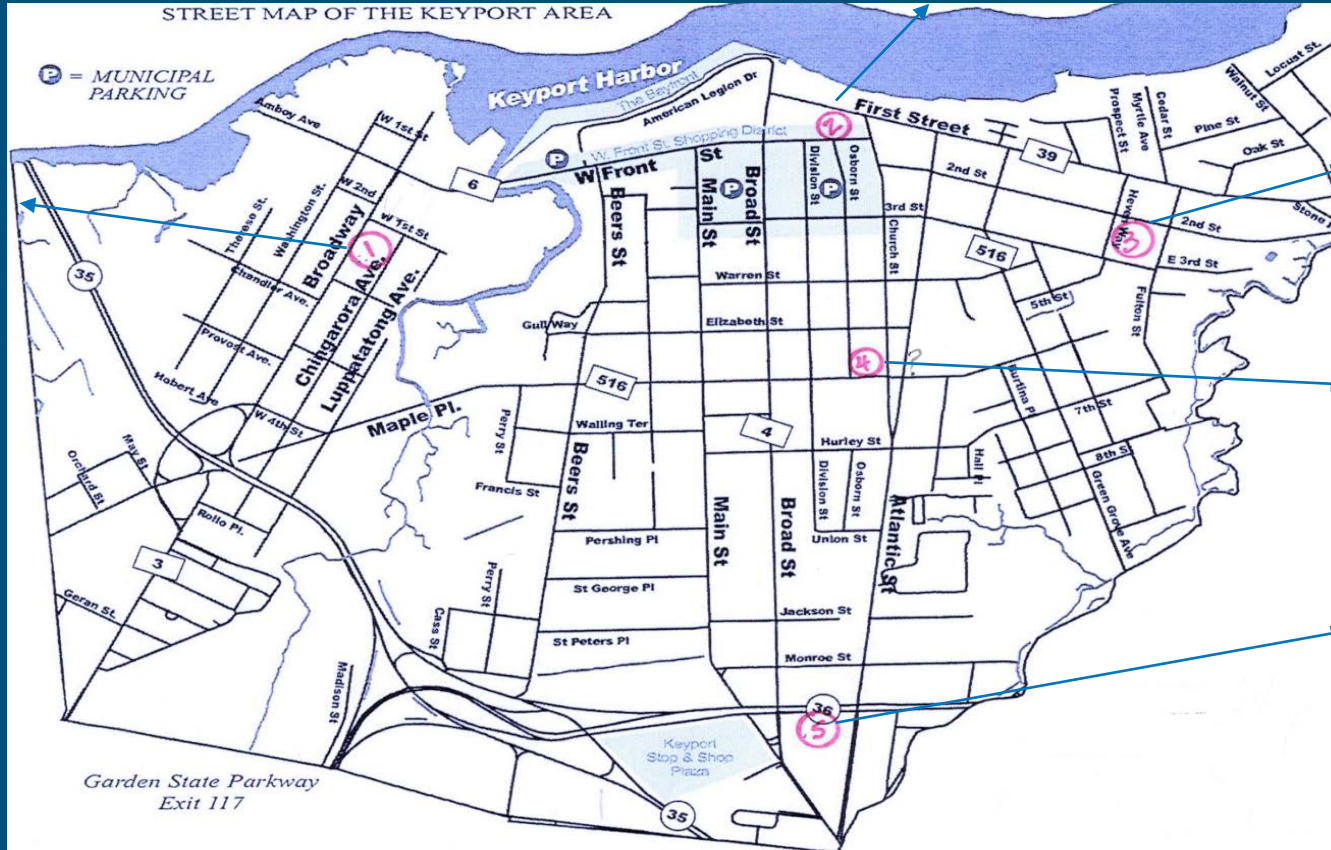 STREET MAP OF THE KEYPORT AREA
P = MUNICIPAL
PARKING
Keyport Harbor
The Bayfront
American Legion Dr
W. Front St. Shopping District
P
W Front St
First Street
2
39
6
Amboy Ave
W 1st St
W 2nd
W 1st St
Therese St.
Washington St.
Broadway
1
Chingarora Ave.
Luppatatong Ave.
Chandler Ave.
Provost Ave.
Hobert Ave
W 4th St
35
Locust St.
Walnut St
Cedar St
Myrtle Ave
Prospect St
Pine St
Oak St
2nd St
2nd St
3
E 3rd St
3rd St
516
5th St
Fulton St
Beers St
Main St
P
Broad St
Division St
P
Osborn St
Church St
Warren St
Gull Way
Elizabeth St
4
?
516
Maple Pl.
Perry St
Walling Ter
4
Hurley St
7th St
8th S
Green Grove Ave
Hall Pl
Francis St
Beers St
Main St
Broad St
Division St
Osborn St
Atlantic St
Union St
Pershing Pl
St George Pl
Jackson St
St Peters Pl
Monroe St
Perry St
Cass St
May St
Orchard St.
Rollo Pl.
3
Geran St.
Madison St
36
5
Keyport
Stop & Shop
Plaza
35
Garden State Parkway
Exit 117